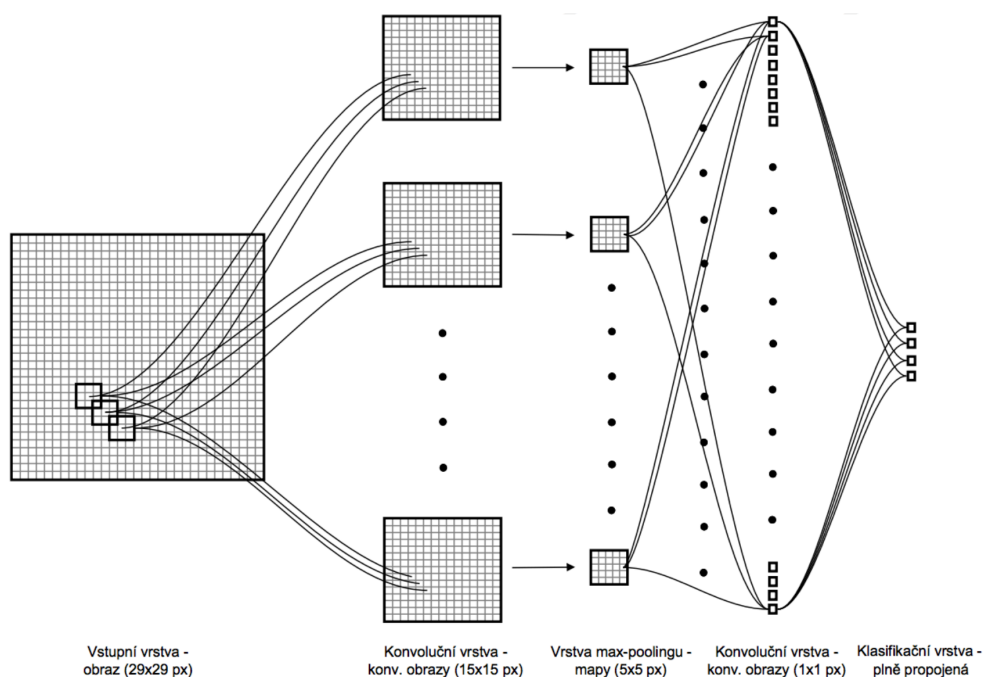 Vstupní vrstva -
obraz (29x29 px)
Konvoluční vrstva -
konv. obrazy (15x15 px)
Vrstva max-poolingu -
mapy (5x5 px)
Konvoluční vrstva -
konv. obrazy (1x1 px)
Klasifikační vrstva -
plně propojená